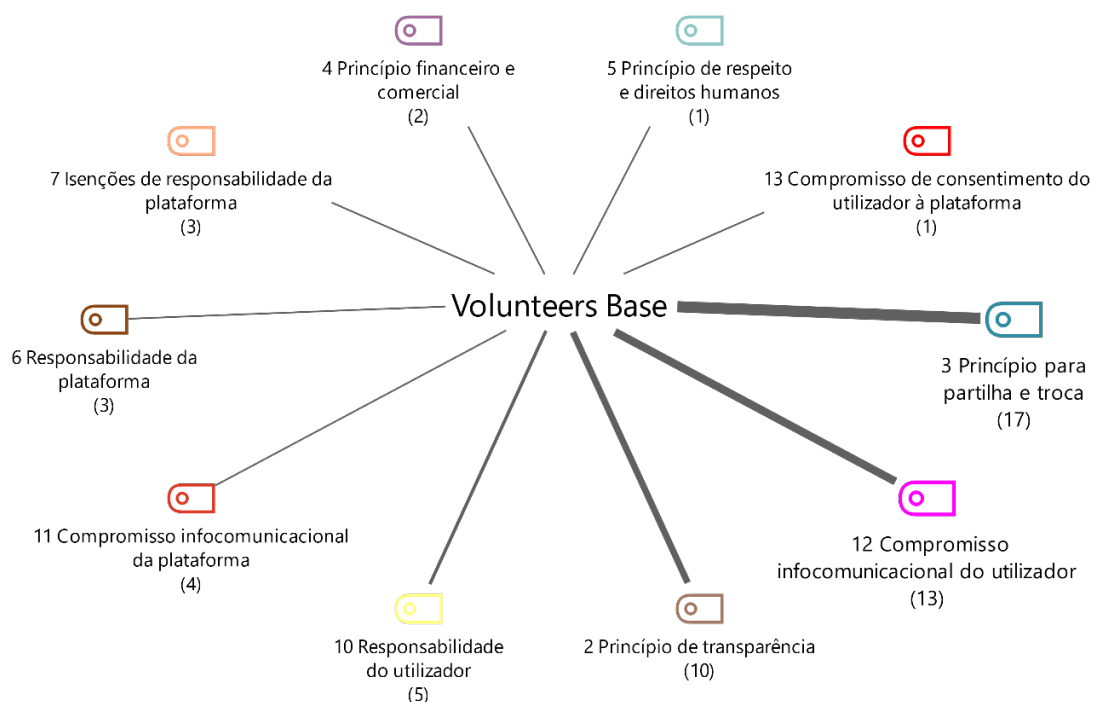 4 Princípio financeiro e
comercial
(2)
5 Princípio de respeito
e direitos humanos
(1)
7 Isenções de responsabilidade da
plataforma
(3)
13 Compromisso de consentimento do
utilizador à plataforma
(1)
Volunteers Base
6 Responsabilidade da
plataforma
(3)
3 Princípio para
partilha e troca
(17)
11 Compromisso infocomunicacional
da plataforma
(4)
12 Compromisso
infocomunicacional do utilizador
(13)
10 Responsabilidade
do utilizador
(5)
2 Princípio de transparência
(10)